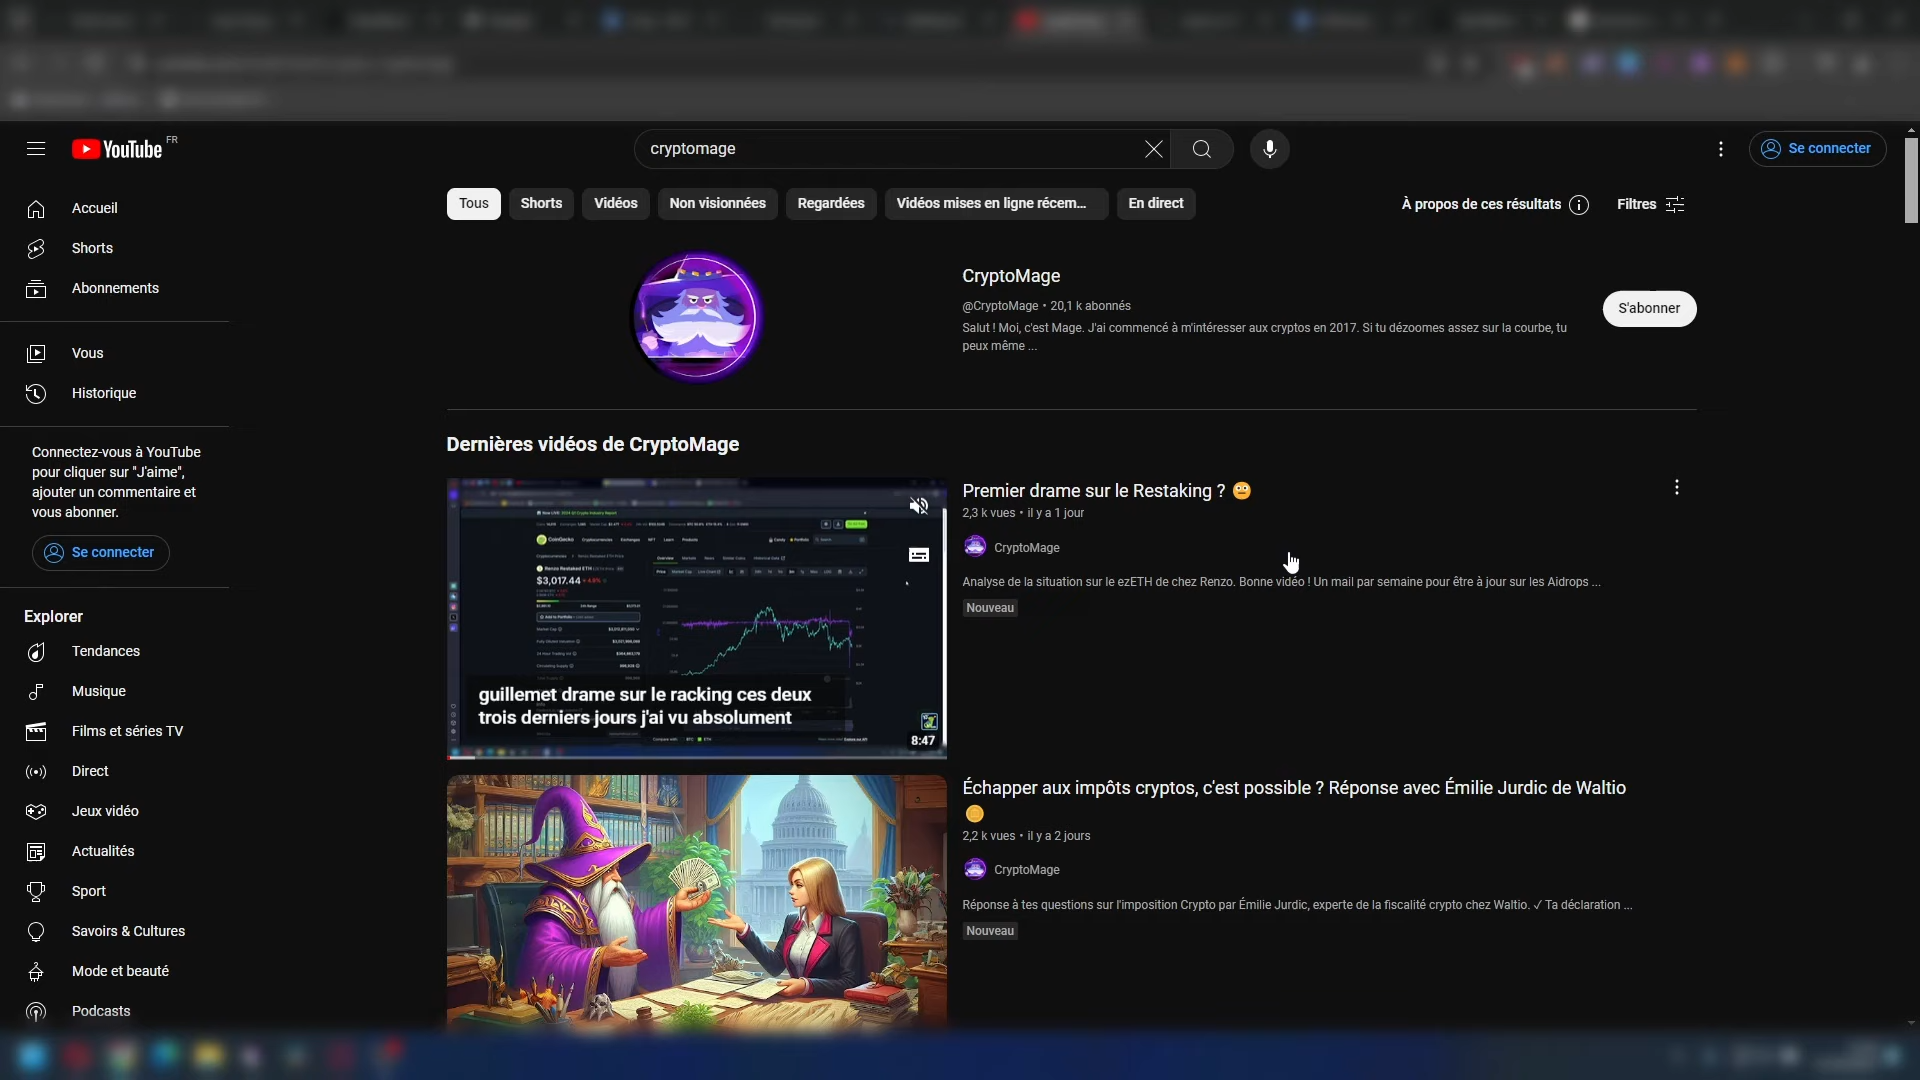 YouTube FR
cryptomage
Se connecter
Accueil
Shorts
Abonnements
Vous
Historique
Connectez-vous à YouTube
pour cliquer sur "J'aime",
ajouter un commentaire et
vous abonner.
Se connecter
Explorer
Tendances
Musique
Films et séries TV
Direct
Jeux vidéo
Actualités
Sport
Savoirs & Cultures
Mode et beauté
Podcasts
Tous
Shorts
Vidéos
Non visionnées
Regardées
Vidéos mises en ligne récem...
En direct
À propos de ces résultats
Filtres
CryptoMage
@CryptoMage • 20,1 k abonnés
Salut ! Moi, c'est Mage. J'ai commencé à m'intéresser aux cryptos en 2017. Si tu dézoomes assez sur la courbe, tu
peux même ...
S'abonner
Dernières vidéos de CryptoMage
CoinGecko
$3,017.44
guillemet drame sur le racking ces deux
trois derniers jours j'ai vu absolument
8:47
Premier drame sur le Restaking ? 😐
2,3 k vues • il y a 1 jour
CryptoMage
Analyse de la situation sur le ezETH de chez Renzo. Bonne vidéo ! Un mail par semaine pour être à jour sur les Aidrops ...
Nouveau
Échapper aux impôts cryptos, c'est possible ? Réponse avec Émilie Jurdic de Waltio
🪙
2,2 k vues • il y a 2 jours
CryptoMage
Réponse à tes questions sur l'imposition Crypto par Émilie Jurdic, experte de la fiscalité crypto chez Waltio. ✓ Ta déclaration ...
Nouveau